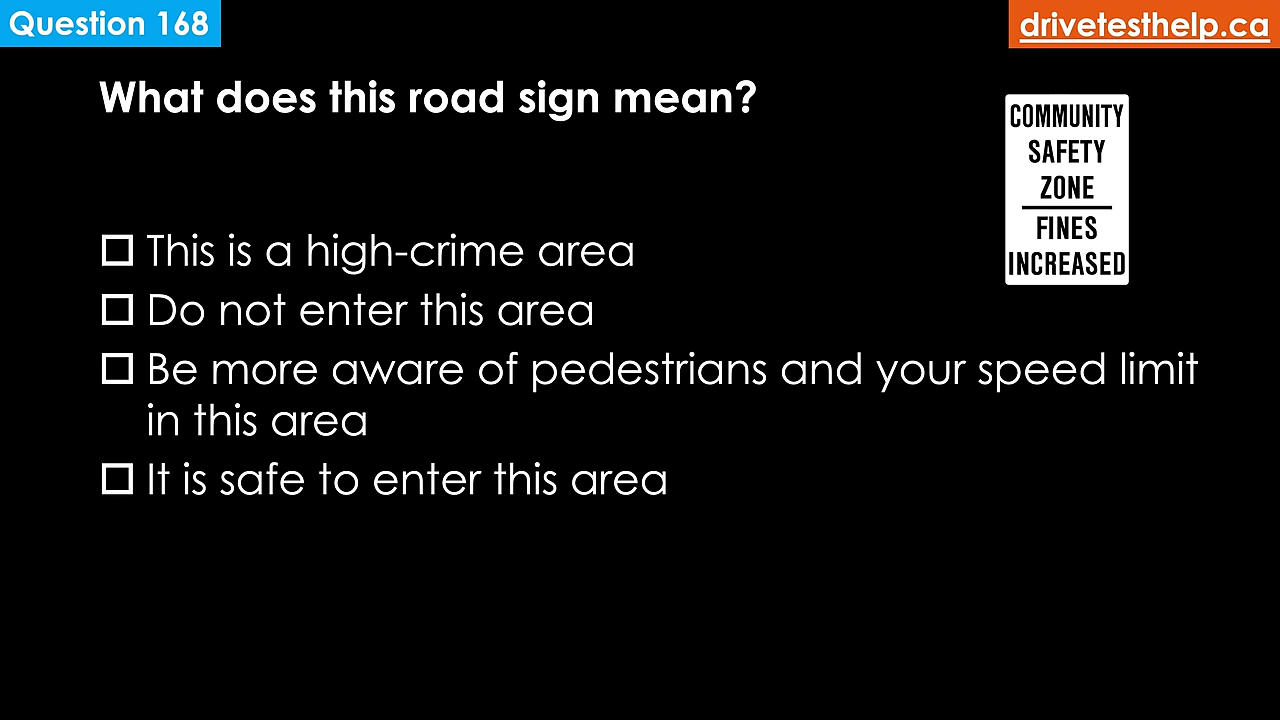 Question 168
drivetesthelp.ca
What does this road sign mean?
COMMUNITY
SAFETY
ZONE
FINES
INCREASED
This is a high-crime area
Do not enter this area
Be more aware of pedestrians and your speed limit
in this area
It is safe to enter this area